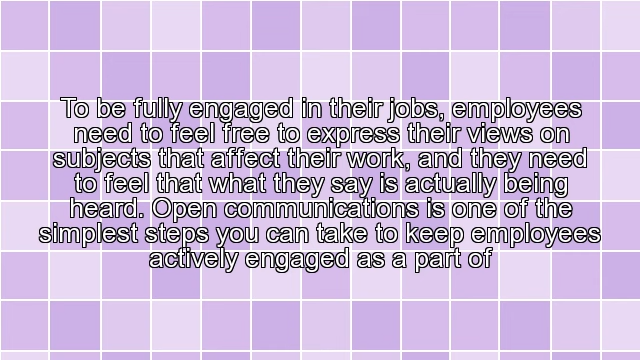 To be fully engaged in their jobs, employees
need to feel free to express their views on
subjects that affect their work, and they need
to feel that what they say is actually being
heard. Open communications is one of the
simplest steps you can take to keep employees
actively engaged as a part of